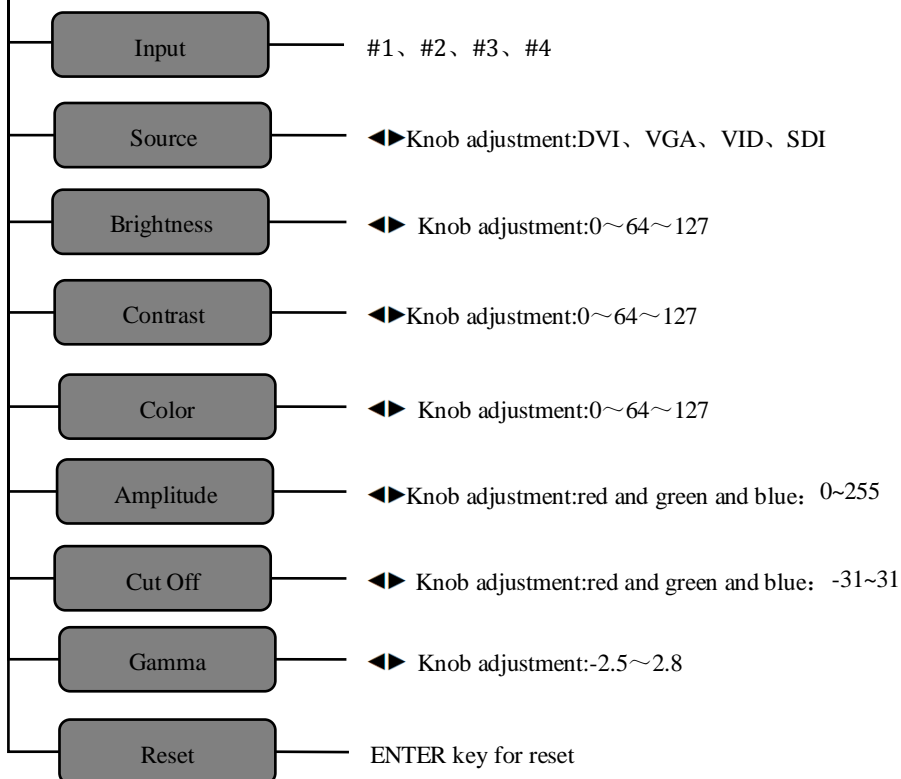 Input #1、#2、#3、#4
Source ◀▶Knob adjustment:DVI、VGA、VID、SDI
Brightness ◀▶ Knob adjustment:0～64～127
Contrast ◀▶Knob adjustment:0～64～127
Color ◀▶ Knob adjustment:0～64～127
Amplitude ◀▶Knob adjustment:red and green and blue：0~255
Cut Off ◀▶ Knob adjustment:red and green and blue：-31~31
Gamma ◀▶ Knob adjustment:-2.5～2.8
Reset ENTER key for reset